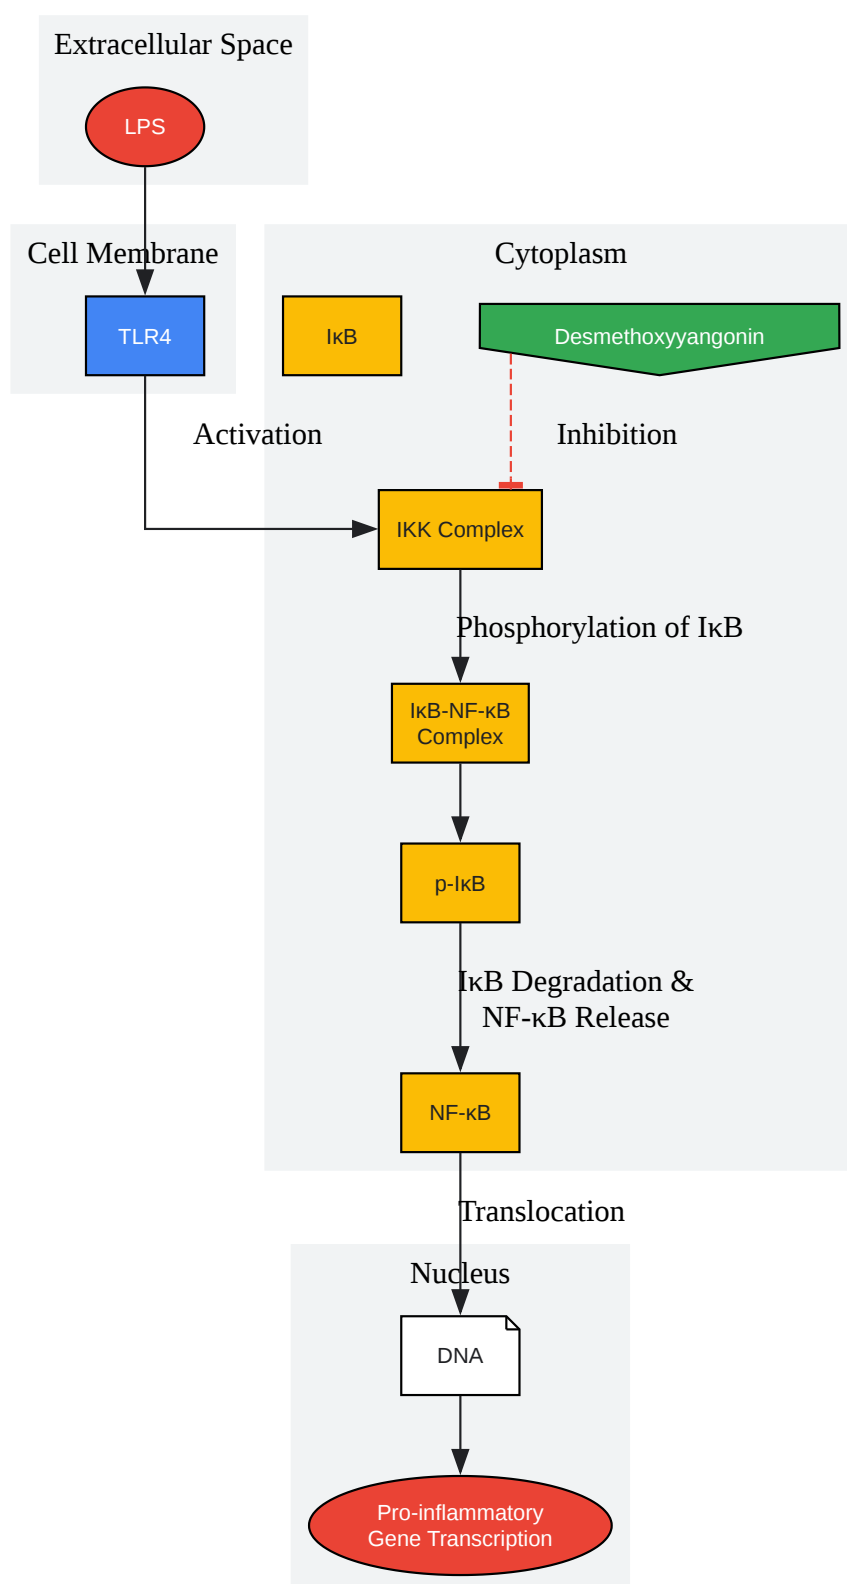 Extracellular Space
LPS
Cell Membrane
TLR4
Cytoplasm
IκB
Desmethoxyyangonin
Activation
Inhibition
IKK Complex
Phosphorylation of IκB
IκB-NF-κB
Complex
p-IκB
IκB Degradation &
NF-κB Release
NF-κB
Translocation
Nucleus
DNA
Pro-inflammatory
Gene Transcription